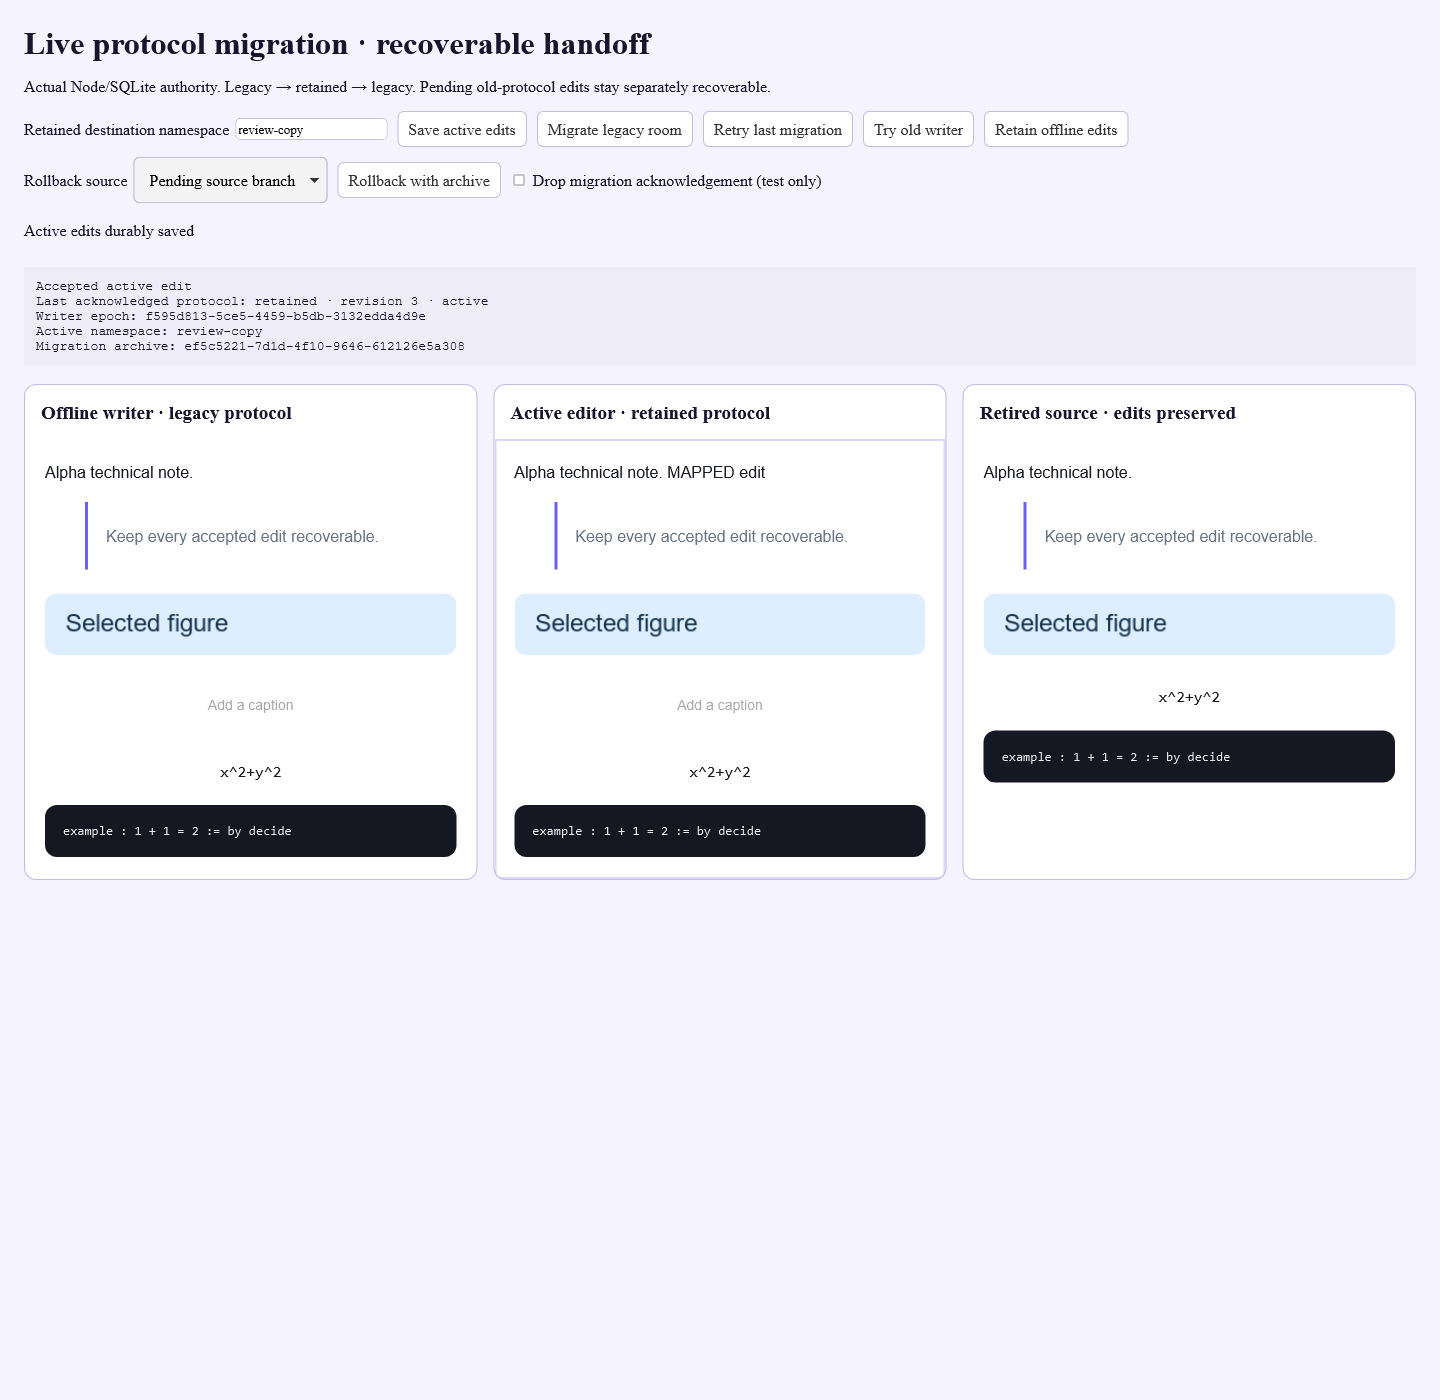 Live protocol migration · recoverable handoff
Actual Node/SQLite authority. Legacy → retained → legacy. Pending old-protocol edits stay separately recoverable.
Retained destination namespace review-copy Save active edits Migrate legacy room Retry last migration Try old writer Retain offline edits
Rollback source Pending source branch Rollback with archive Drop migration acknowledgement (test only)
Active edits durably saved
Accepted active edit
Last acknowledged protocol: retained · revision 3 · active
Writer epoch: f595d813-5ce5-4459-b5db-3132edda4d9e
Active namespace: review-copy
Migration archive: ef5c5221-7d1d-4f10-9646-612126e5a308
Offline writer · legacy protocol
Alpha technical note.
Keep every accepted edit recoverable.
Selected figure
Add a caption
x^2+y^2
example : 1 + 1 = 2 := by decide
Active editor · retained protocol
Alpha technical note. MAPPED edit
Keep every accepted edit recoverable.
Selected figure
Add a caption
x^2+y^2
example : 1 + 1 = 2 := by decide
Retired source · edits preserved
Alpha technical note.
Keep every accepted edit recoverable.
Selected figure
x^2+y^2
example : 1 + 1 = 2 := by decide